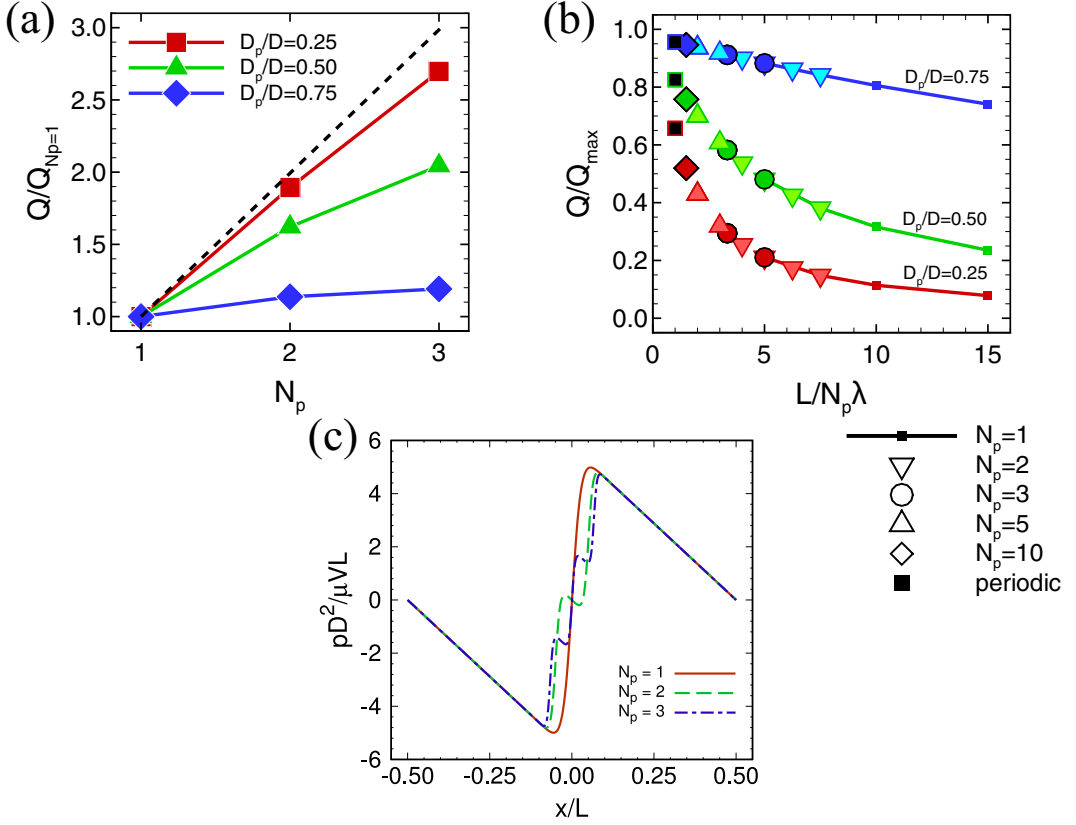 (a)
Q/Q_{Np=1}
3.0
2.5
2.0
1.5
1.0
D_p/D=0.25
D_p/D=0.50
D_p/D=0.75
1 2 3
N_p
(b)
Q/Q_{max}
1.0
0.8
0.6
0.4
0.2
0.0
D_p/D=0.75
D_p/D=0.50
D_p/D=0.25
0 5 10 15
L/N_pλ
N_p=1
N_p=2
N_p=3
N_p=5
N_p=10
periodic
(c)
pD²/μVL
6
4
2
0
-2
-4
-6
N_p = 1
N_p = 2
N_p = 3
-0.50 -0.25 0.00 0.25 0.50
x/L